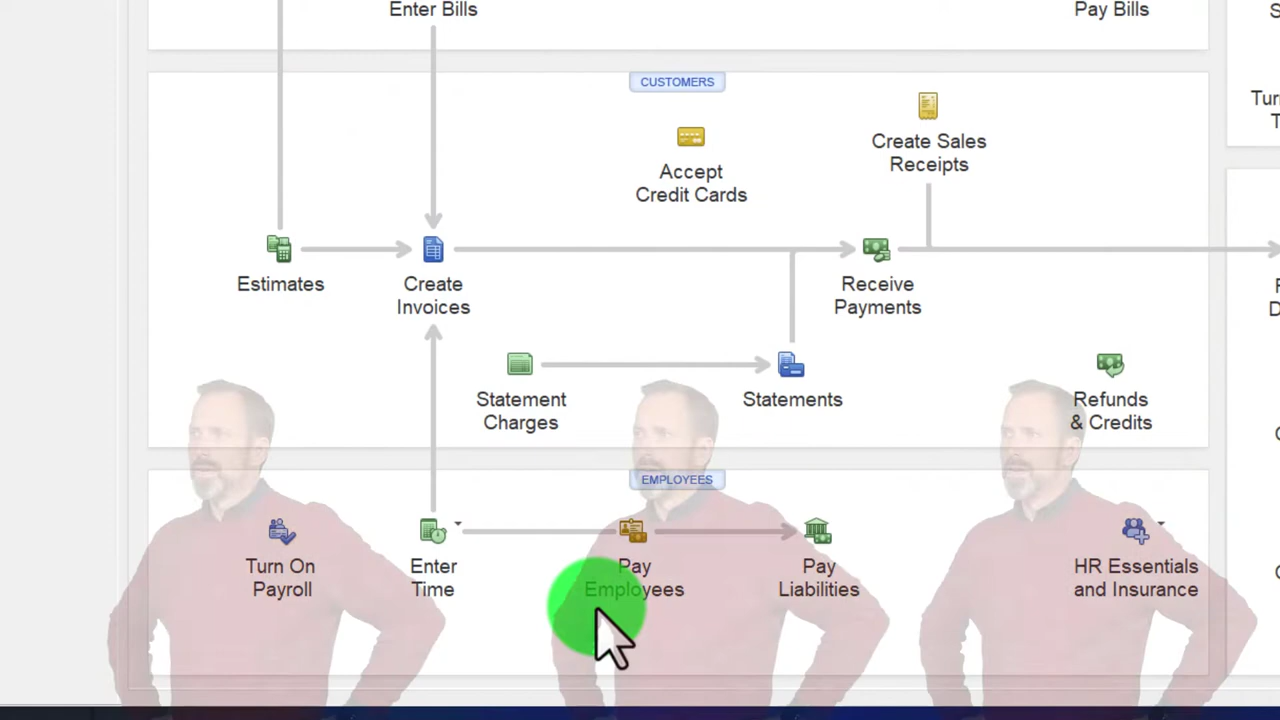 Enter Bills
Pay Bills
CUSTOMERS
Create Sales
Receipts
Accept
Credit Cards
Estimates
Create
Invoices
Receive
Payments
Statement
Charges
Statements
Refunds
& Credits
EMPLOYEES
Turn On
Payroll
Enter
Time
Pay
Employees
Pay
Liabilities
HR Essentials
and Insurance